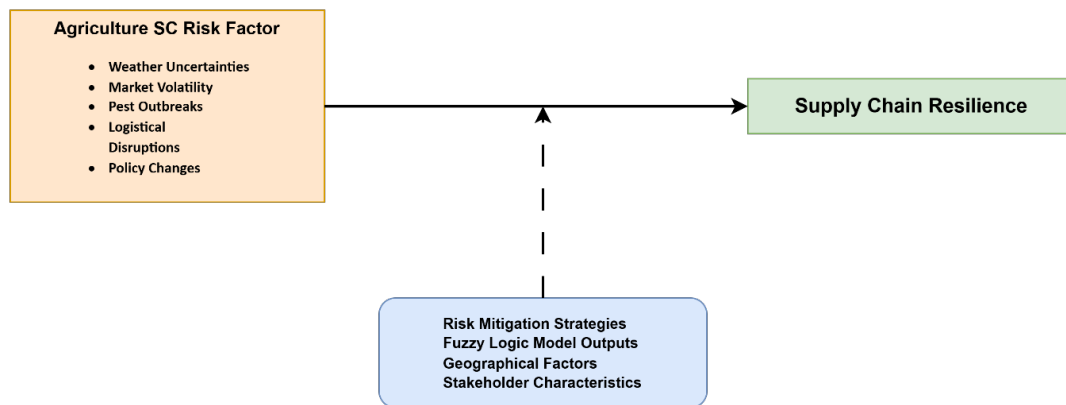 Agriculture SC Risk Factor
• Weather Uncertainties
• Market Volatility
• Pest Outbreaks
• Logistical
Disruptions
• Policy Changes
Supply Chain Resilience
Risk Mitigation Strategies
Fuzzy Logic Model Outputs
Geographical Factors
Stakeholder Characteristics